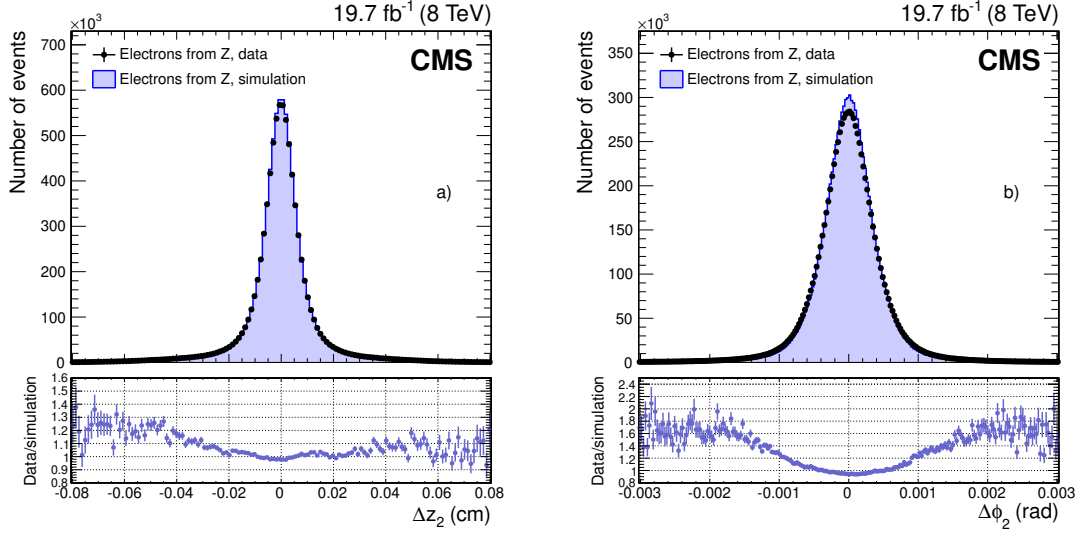 19.7 fb⁻¹ (8 TeV)
×10³
Number of events
700
600
500
400
300
200
100
0
Electrons from Z, data
Electrons from Z, simulation
CMS
a)
Data/simulation
1.6
1.5
1.4
1.3
1.2
1.1
1
0.9
0.8
-0.08 -0.06 -0.04 -0.02 0 0.02 0.04 0.06 0.08
Δz₂ (cm)
19.7 fb⁻¹ (8 TeV)
×10³
Number of events
350
300
250
200
150
100
50
0
Electrons from Z, data
Electrons from Z, simulation
CMS
b)
Data/simulation
2.4
2.2
2
1.8
1.6
1.4
1.2
1
0.8
-0.003 -0.002 -0.001 0 0.001 0.002 0.003
Δϕ₂ (rad)